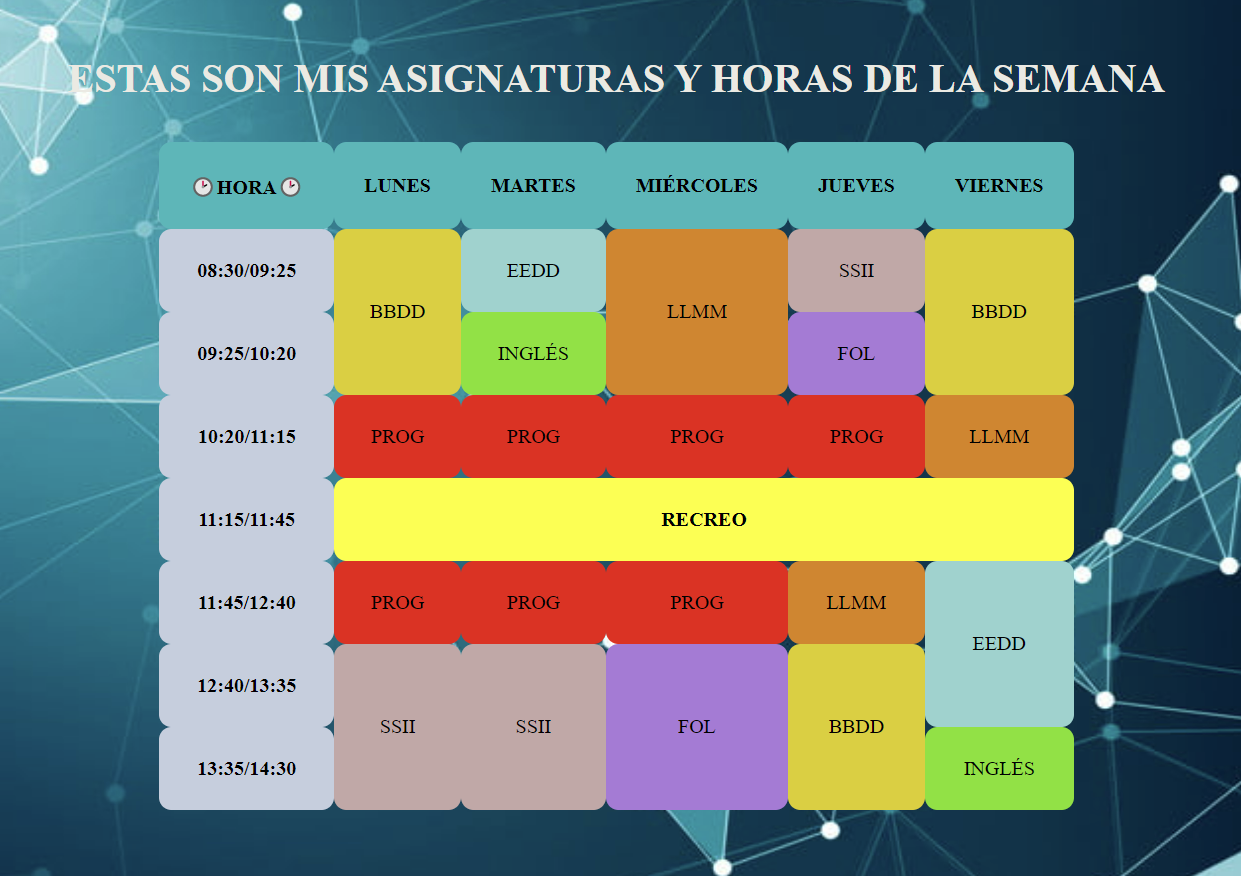 ESTAS SON MIS ASIGNATURAS Y HORAS DE LA SEMANA
🕐 HORA 🕐 LUNES MARTES MIÉRCOLES JUEVES VIERNES
08:30/09:25 EEDD SSII
BBDD LLMM BBDD
09:25/10:20 INGLÉS FOL
10:20/11:15 PROG PROG PROG PROG LLMM
11:15/11:45 RECREO
11:45/12:40 PROG PROG PROG LLMM
EEDD
12:40/13:35
SSII SSII FOL BBDD
13:35/14:30 INGLÉS